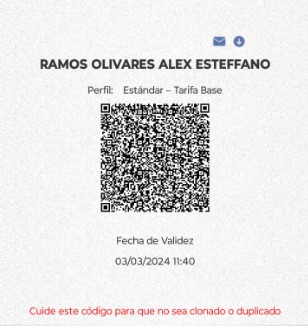 RAMOS OLIVARES ALEX ESTEFFANO
Perfil: Estándar – Tarifa Base
Fecha de Validez
03/03/2024 11:40
Cuide este código para que no sea clonado o duplicado